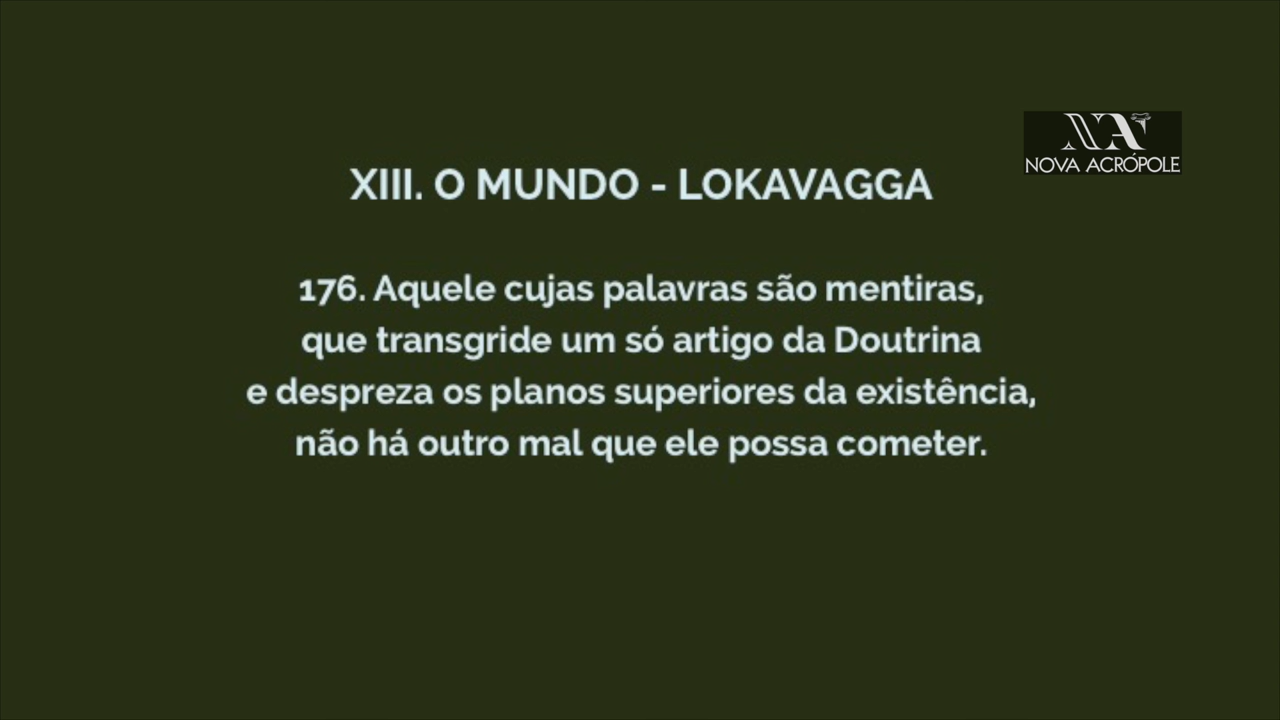 NOVA ACRÓPOLE
XIII. O MUNDO - LOKAVAGGA
176. Aquele cujas palavras são mentiras,
que transgride um só artigo da Doutrina
e despreza os planos superiores da existência,
não há outro mal que ele possa cometer.